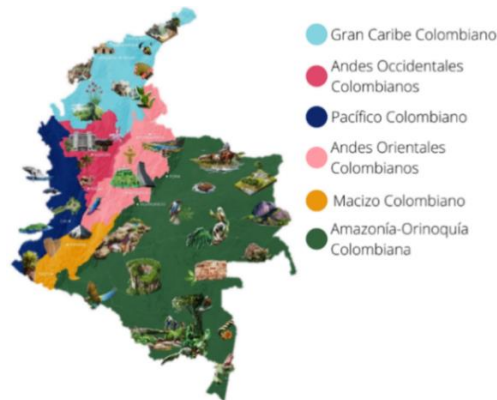 Gran Caribe Colombiano
Andes Occidentales
Colombianos
Pacífico Colombiano
Andes Orientales
Colombianos
Macizo Colombiano
Amazonía-Orinoquía
Colombiana